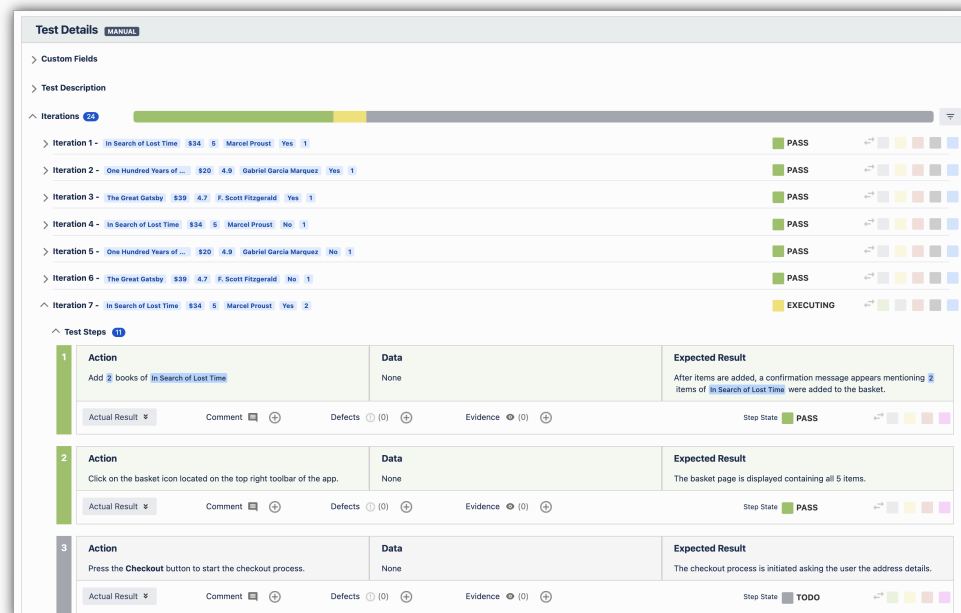 Test Details MANUAL
Custom Fields
Test Description
Iterations 24
Iteration 1 - In Search of Lost Time $34 5 Marcel Proust Yes 1 PASS
Iteration 2 - One Hundred Years of ... $20 4.9 Gabriel Garcia Marquez Yes 1 PASS
Iteration 3 - The Great Gatsby $39 4.7 F. Scott Fitzgerald Yes 1 PASS
Iteration 4 - In Search of Lost Time $34 5 Marcel Proust No 1 PASS
Iteration 5 - One Hundred Years of ... $20 4.9 Gabriel Garcia Marquez No 1 PASS
Iteration 6 - The Great Gatsby $39 4.7 F. Scott Fitzgerald No 1 PASS
Iteration 7 - In Search of Lost Time $34 5 Marcel Proust Yes 2 EXECUTING
Test Steps 11
1 Action Data Expected Result
Add 2 books of In Search of Lost Time None After items are added, a confirmation message appears mentioning 2
items of In Search of Lost Time were added to the basket.
Actual Result Comment Defects (0) Evidence (0) Step State PASS
2 Action Data Expected Result
Click on the basket icon located on the top right toolbar of the app. None The basket page is displayed containing all 5 items.
Actual Result Comment Defects (0) Evidence (0) Step State PASS
3 Action Data Expected Result
Press the Checkout button to start the checkout process. None The checkout process is initiated asking the user the address details.
Actual Result Comment Defects (0) Evidence (0) Step State TODO